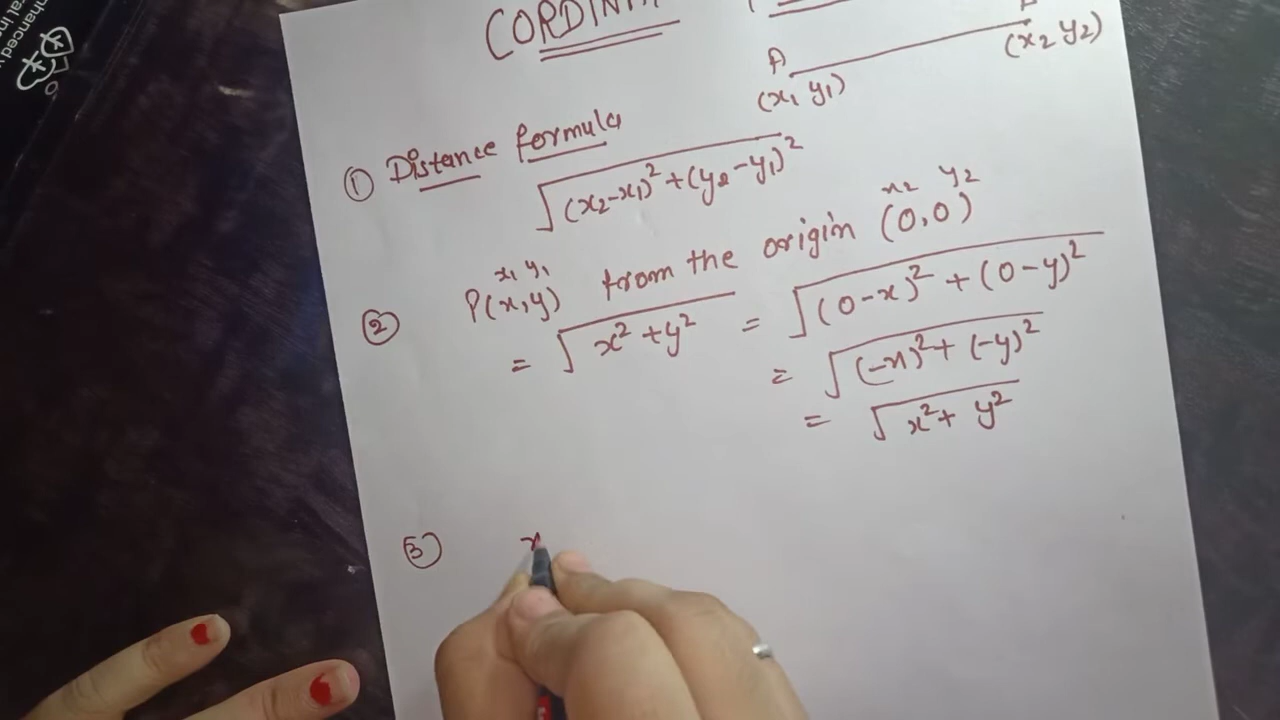 A
(x₁ y₁)
(x₂ y₂)
① Distance formula
√(x₂-x₁)²+(y₂-y₁)²
x₁ y₁ x₂ y₂
② P(x,y) from the origin (0,0)
= √x²+y² = √(0-x)²+(0-y)²
= √(-x)²+(-y)²
= √x²+y²
③ x